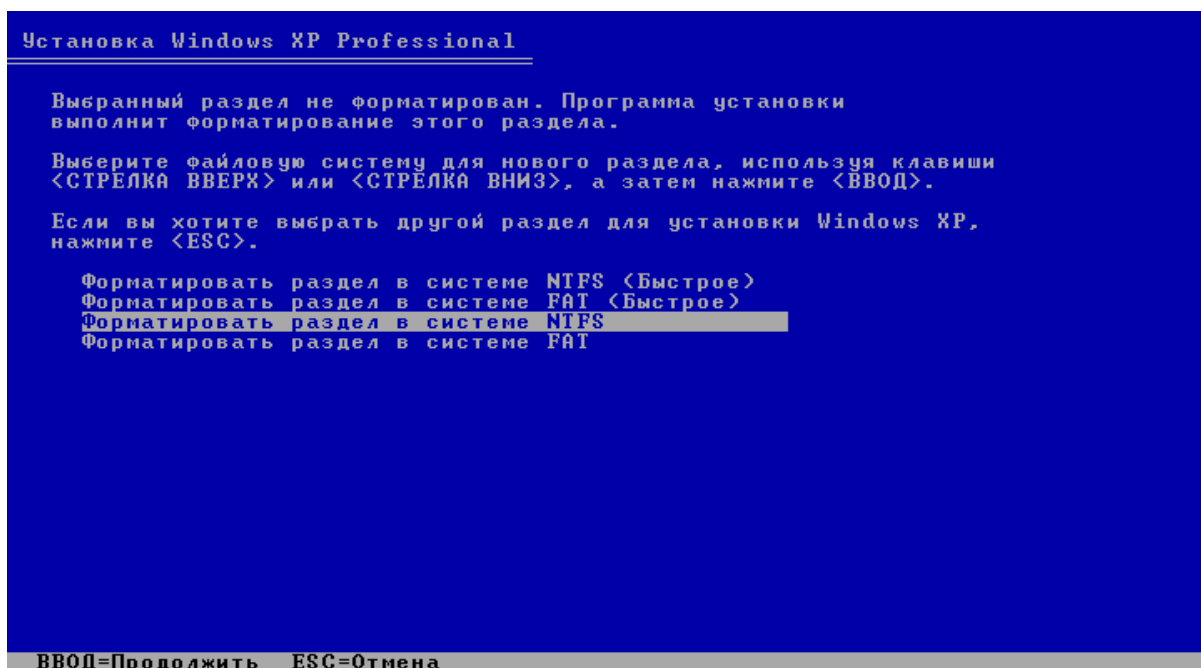 Установка Windows XP Professional
Выбранный раздел не форматирован. Программа установки
выполнит форматирование этого раздела.
Выберите файловую систему для нового раздела, используя клавиши
<СТРЕЛКА ВВЕРХ> или <СТРЕЛКА ВНИЗ>, а затем нажмите <ВВОД>.
Если вы хотите выбрать другой раздел для установки Windows XP,
нажмите <ESC>.
Форматировать раздел в системе NTFS <Быстрое>
Форматировать раздел в системе FAT <Быстрое>
Форматировать раздел в системе NTFS
Форматировать раздел в системе FAT
ВВОД=Продолжить ESC=Отмена